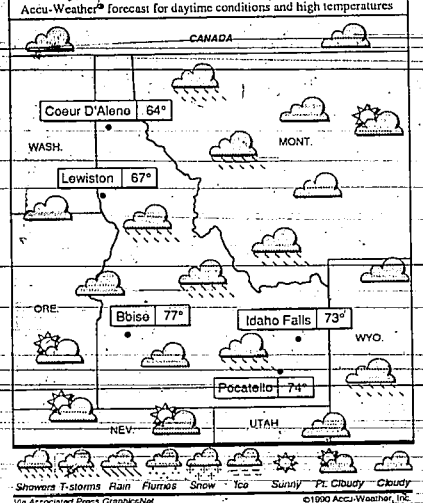 Accu-Weather® forecast for daytime conditions and high temperatures
CANADA
Coeur D'Alene 64°
WASH.
MONT.
Lewiston 67°
ORE.
Boise 77°
Idaho Falls 73°
WYO.
Pocatello 74°
NEV.
UTAH
Showers T-storms Rain Flurries Snow Ice Sunny Pt. Cloudy Cloudy
Via Associated Press GraphicsNet
©1990 Accu-Weather, Inc.